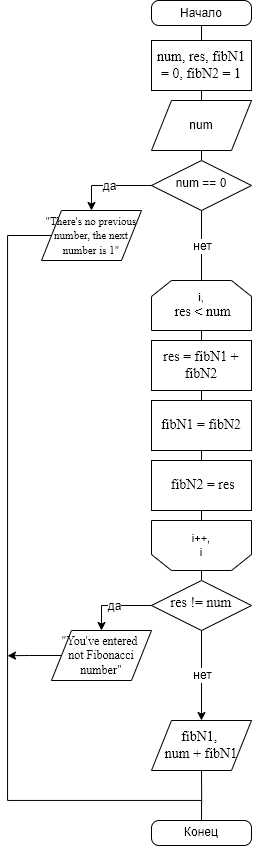 Начало
num, res, fibN1
= 0, fibN2 = 1
num
num == 0
да
"There's no previous
number, the next
number is 1"
нет
i,
res < num
res = fibN1 +
fibN2
fibN1 = fibN2
fibN2 = res
i++,
i
res != num
да
"You've entered
not Fibonacci
number"
нет
fibN1,
num + fibN1
Конец